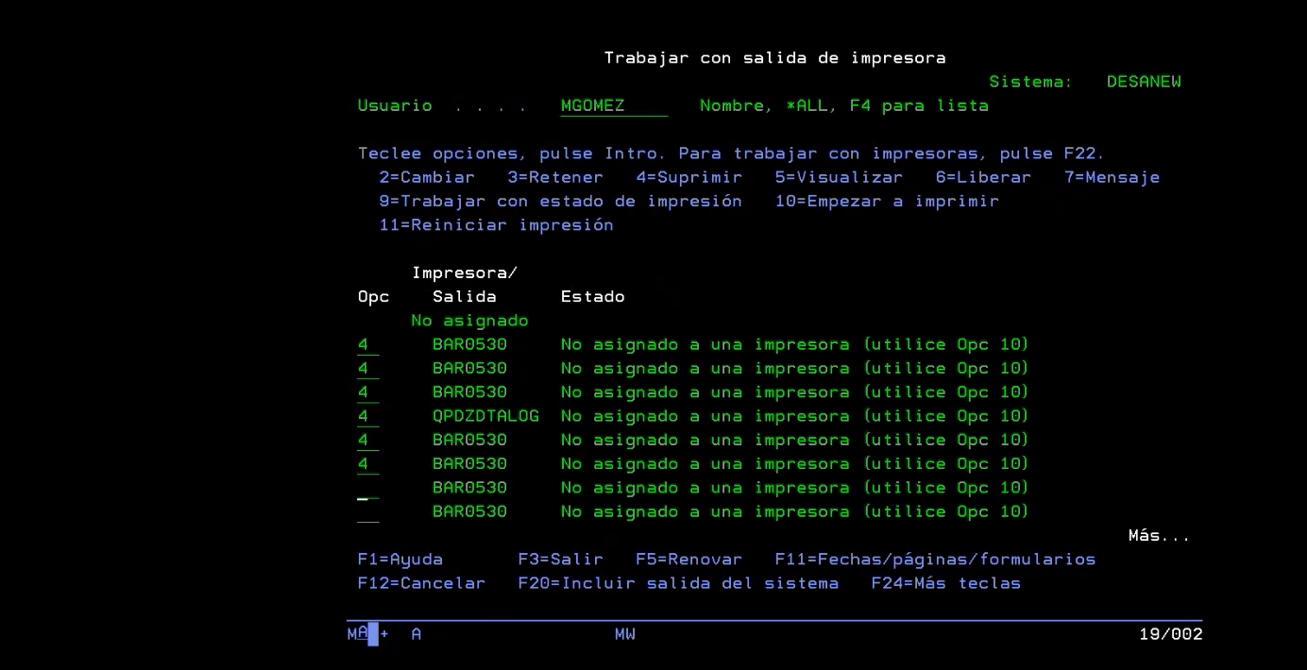 Trabajar con salida de impresora
Sistema: DESANEW
Usuario . . . . MGOMEZ Nombre, *ALL, F4 para lista
Teclee opciones, pulse Intro. Para trabajar con impresoras, pulse F22.
2=Cambiar 3=Retener 4=Suprimir 5=Visualizar 6=Liberar 7=Mensaje
9=Trabajar con estado de impresión 10=Empezar a imprimir
11=Reiniciar impresión
Impresora/
Opc Salida Estado
No asignado
4 BAR0530 No asignado a una impresora (utilice Opc 10)
4 BAR0530 No asignado a una impresora (utilice Opc 10)
4 BAR0530 No asignado a una impresora (utilice Opc 10)
4 QPDZDTALOG No asignado a una impresora (utilice Opc 10)
4 BAR0530 No asignado a una impresora (utilice Opc 10)
4 BAR0530 No asignado a una impresora (utilice Opc 10)
BAR0530 No asignado a una impresora (utilice Opc 10)
BAR0530 No asignado a una impresora (utilice Opc 10)
Más...
F1=Ayuda F3=Salir F5=Renovar F11=Fechas/páginas/formularios
F12=Cancelar F20=Incluir salida del sistema F24=Más teclas
MA + A MW 19/002